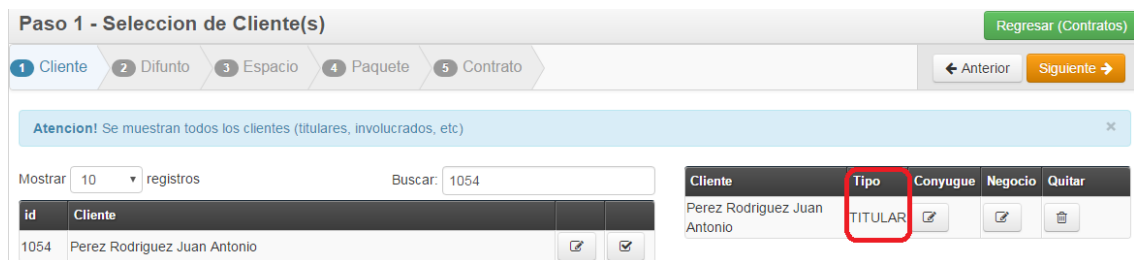 Paso 1 - Seleccion de Cliente(s)
Regresar (Contratos)
1 Cliente
2 Difunto
3 Espacio
4 Paquete
5 Contrato
Anterior
Siguiente
Atencion! Se muestran todos los clientes (titulares, involucrados, etc)
×
Mostrar 10 registros
Buscar: 1054
id Cliente
1054 Perez Rodriguez Juan Antonio
Cliente Tipo Conyugue Negocio Quitar
Perez Rodriguez Juan
Antonio
TITULAR